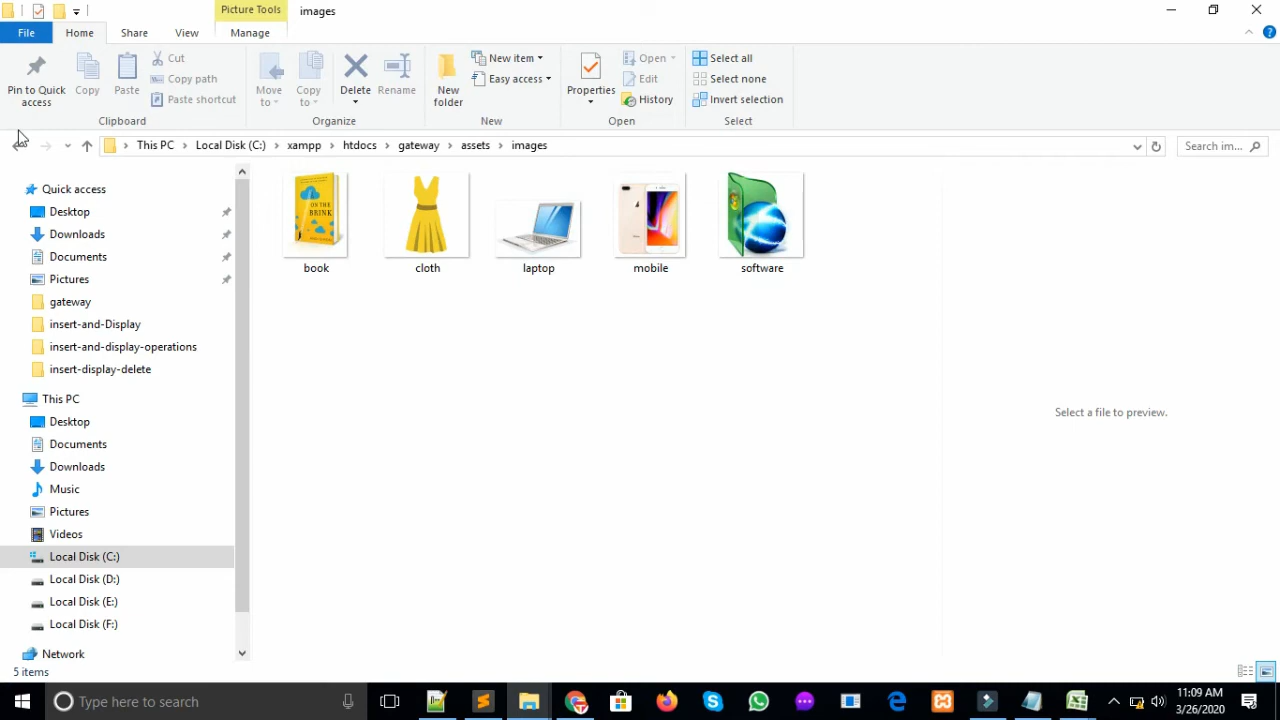 Picture Tools
images
File
Home
Share
View
Manage
Pin to Quick access
Copy
Paste
Cut
Copy path
Paste shortcut
Clipboard
Move to
Copy to
Delete
Rename
Organize
New folder
New item
Easy access
New
Properties
Open
Edit
History
Open
Select all
Select none
Invert selection
Select
This PC
Local Disk (C:)
xampp
htdocs
gateway
assets
images
Search im...
Quick access
Desktop
Downloads
Documents
Pictures
gateway
insert-and-Display
insert-and-display-operations
insert-display-delete
This PC
Desktop
Documents
Downloads
Music
Pictures
Videos
Local Disk (C:)
Local Disk (D:)
Local Disk (E:)
Local Disk (F:)
Network
ON THE
BRINK
book
cloth
laptop
mobile
software
Select a file to preview.
5 items
Type here to search
11:09 AM
3/26/2020